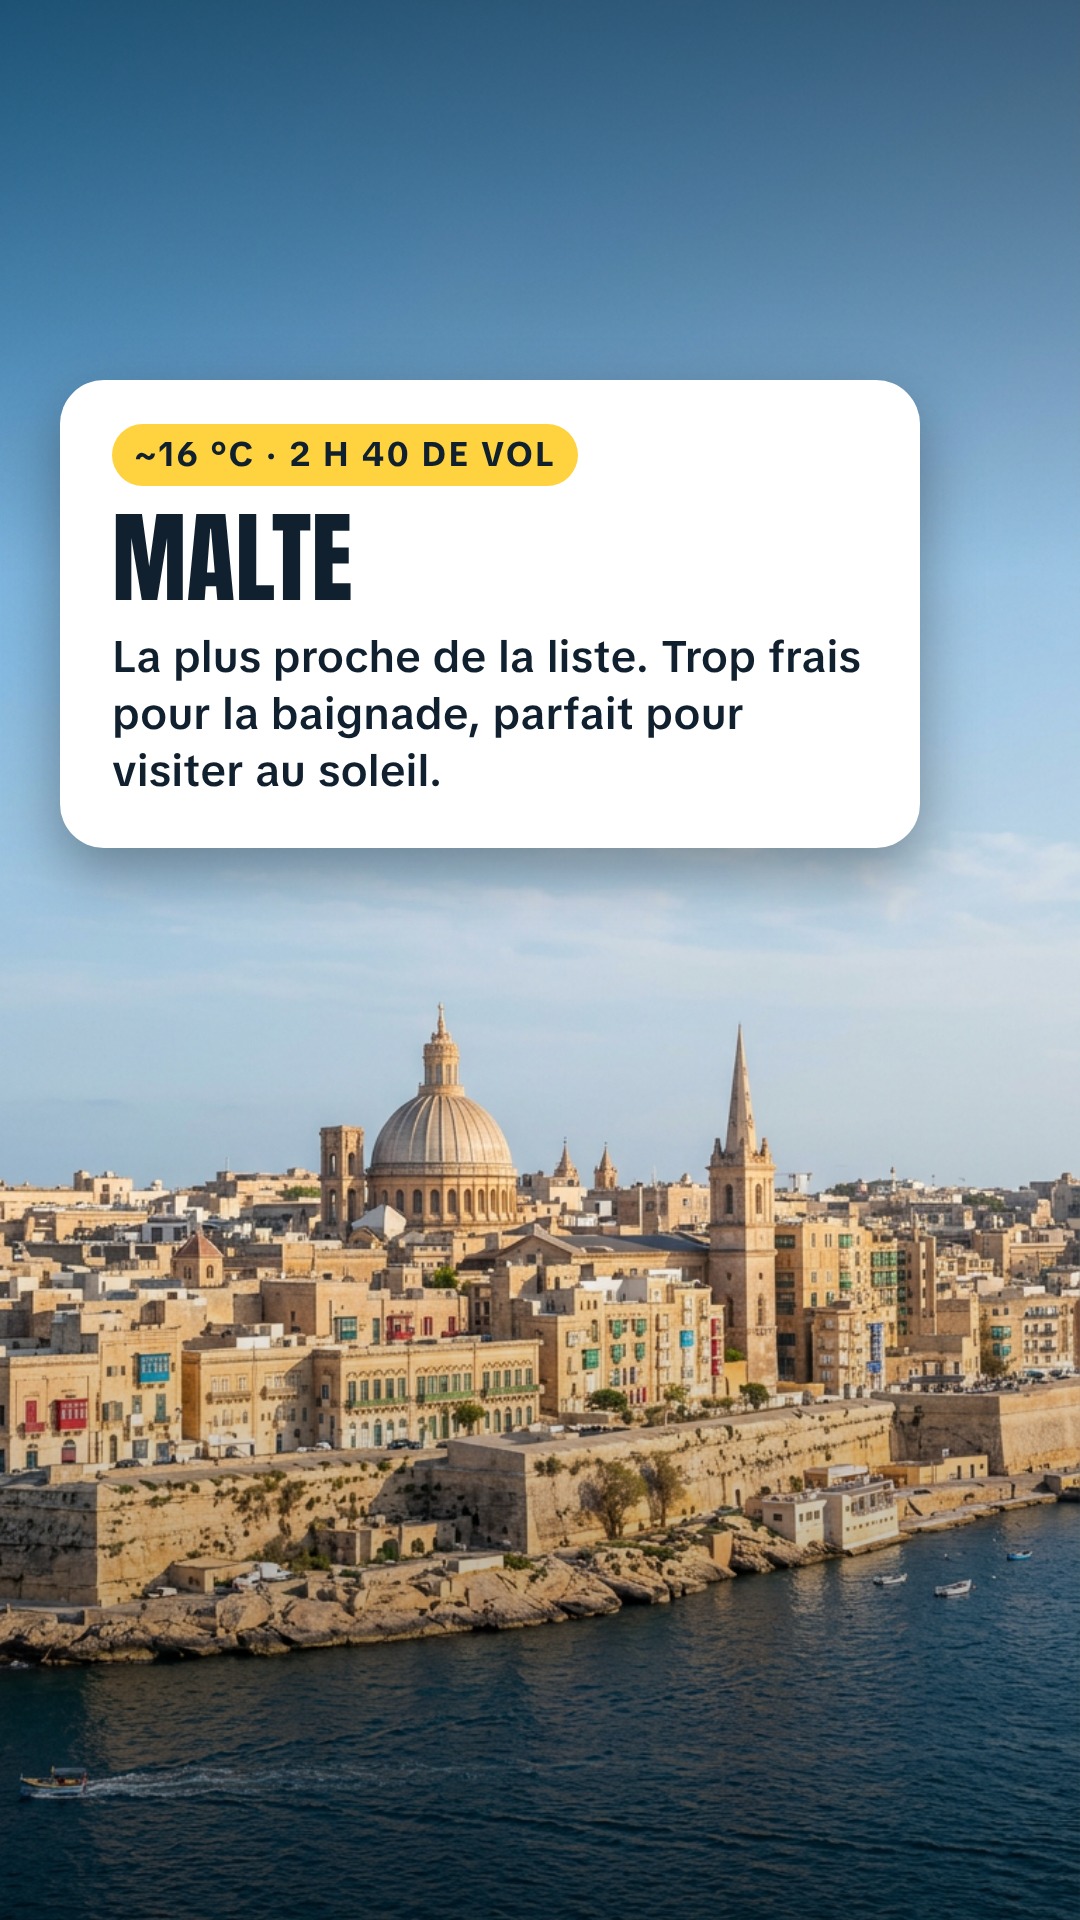 ~16 °C · 2 H 40 DE VOL
MALTE
La plus proche de la liste. Trop frais
pour la baignade, parfait pour
visiter au soleil.